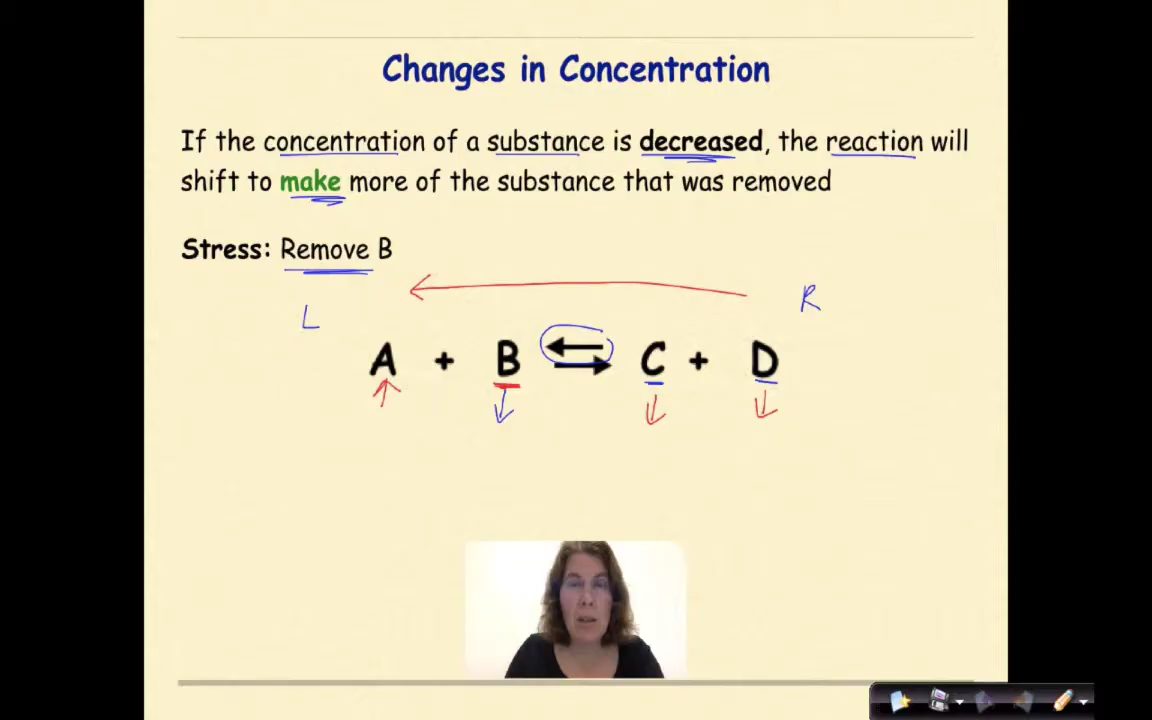 Changes in Concentration
If the concentration of a substance is decreased, the reaction will
shift to make more of the substance that was removed
Stress: Remove B
L R
A + B ⇌ C + D